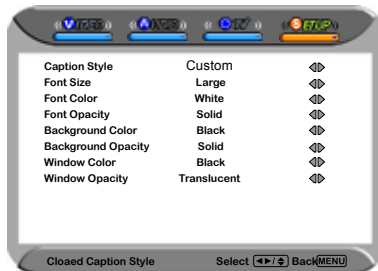 SETUP
Caption Style Custom
Font Size Large
Font Color White
Font Opacity Solid
Background Color Black
Background Opacity Solid
Window Color Black
Window Opacity Translucent
Cloaed Caption Style Select ◀▶/◆ Back MENU